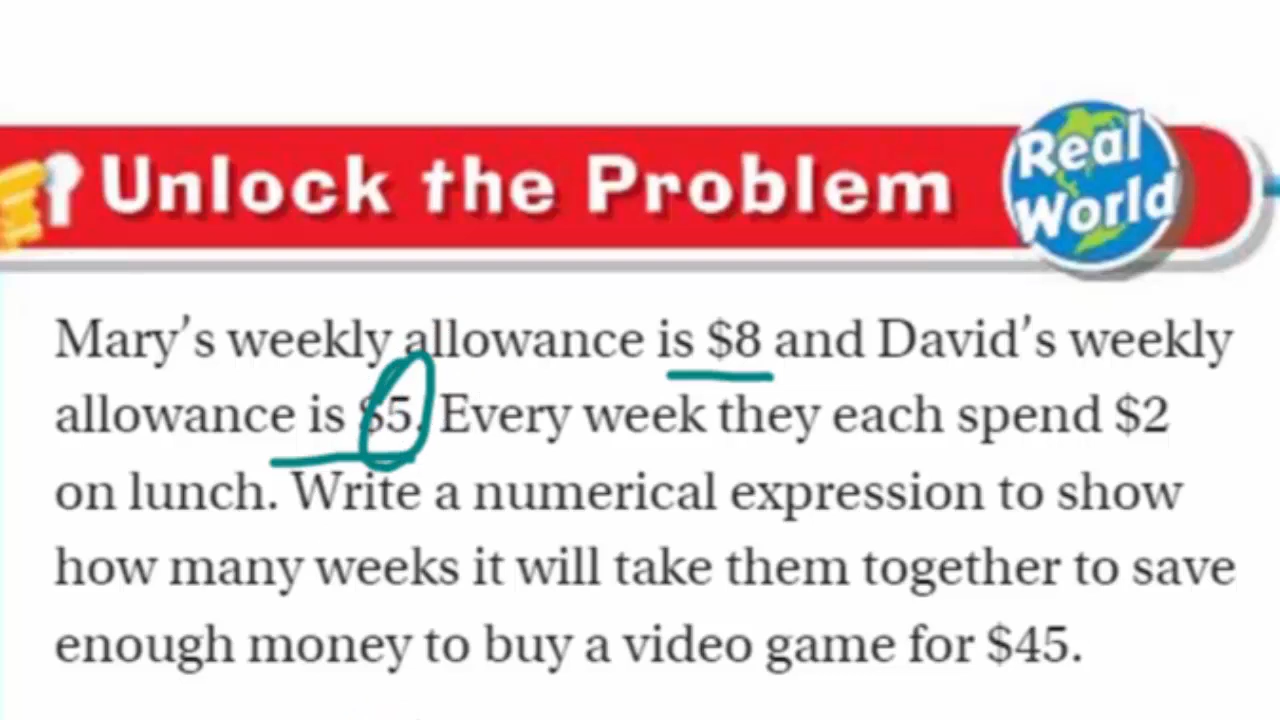 Unlock the Problem
Real
World
Mary's weekly allowance is $8 and David's weekly
allowance is $5. Every week they each spend $2
on lunch. Write a numerical expression to show
how many weeks it will take them together to save
enough money to buy a video game for $45.